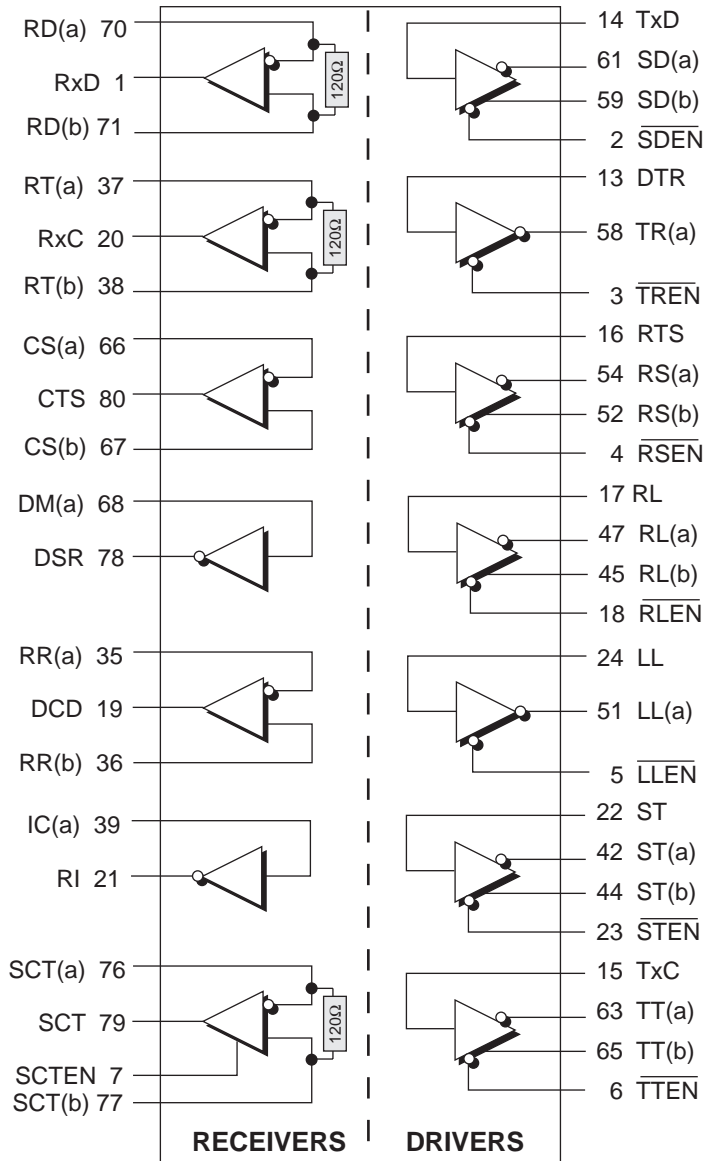 RD(a) 70
RxD 1
RD(b) 71
120Ω
RT(a) 37
RxC 20
RT(b) 38
120Ω
CS(a) 66
CTS 80
CS(b) 67
DM(a) 68
DSR 78
RR(a) 35
DCD 19
RR(b) 36
IC(a) 39
RI 21
SCT(a) 76
SCT 79
SCTEN 7
SCT(b) 77
120Ω
RECEIVERS
14 TxD
61 SD(a)
59 SD(b)
2 SDEN
13 DTR
58 TR(a)
3 TREN
16 RTS
54 RS(a)
52 RS(b)
4 RSEN
17 RL
47 RL(a)
45 RL(b)
18 RLEN
24 LL
51 LL(a)
5 LLEN
22 ST
42 ST(a)
44 ST(b)
23 STEN
15 TxC
63 TT(a)
65 TT(b)
6 TTEN
DRIVERS